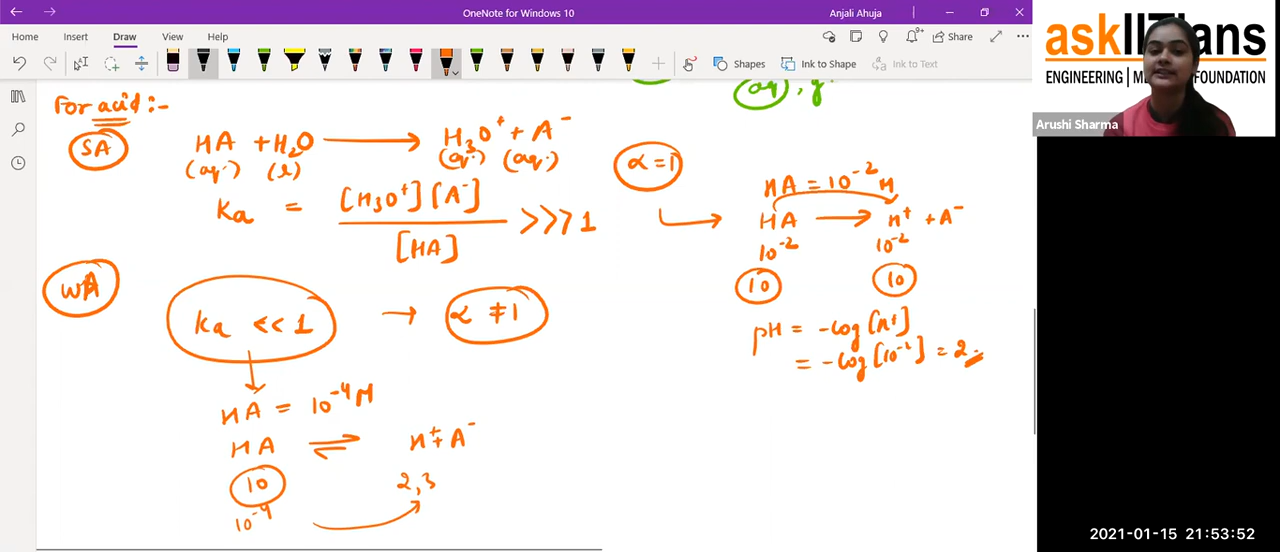 OneNote for Windows 10
Anjali Ahuja
Home Insert Draw View Help
Share
Shapes Ink to Shape Ink to Text
askIITians
ENGINEERING | FOUNDATION
Arushi Sharma
(aq),
For acid :-
SA
HA + H2O ⟶ H3O+ + A-
(aq.) (l) (aq.) (aq.)
Ka = [H3O+][A-] / [HA] >>> 1
WA
Ka << 1 → α ≠ 1
HA = 10-4 M
HA ⇌ H+ + A-
10 2,3
10-4
α = 1
HA = 10-2 M
HA ⟶ H+ + A-
10-2 10-2
10 10
pH = -log[H+]
= -log[10-2] = 2
2021-01-15 21:53:52